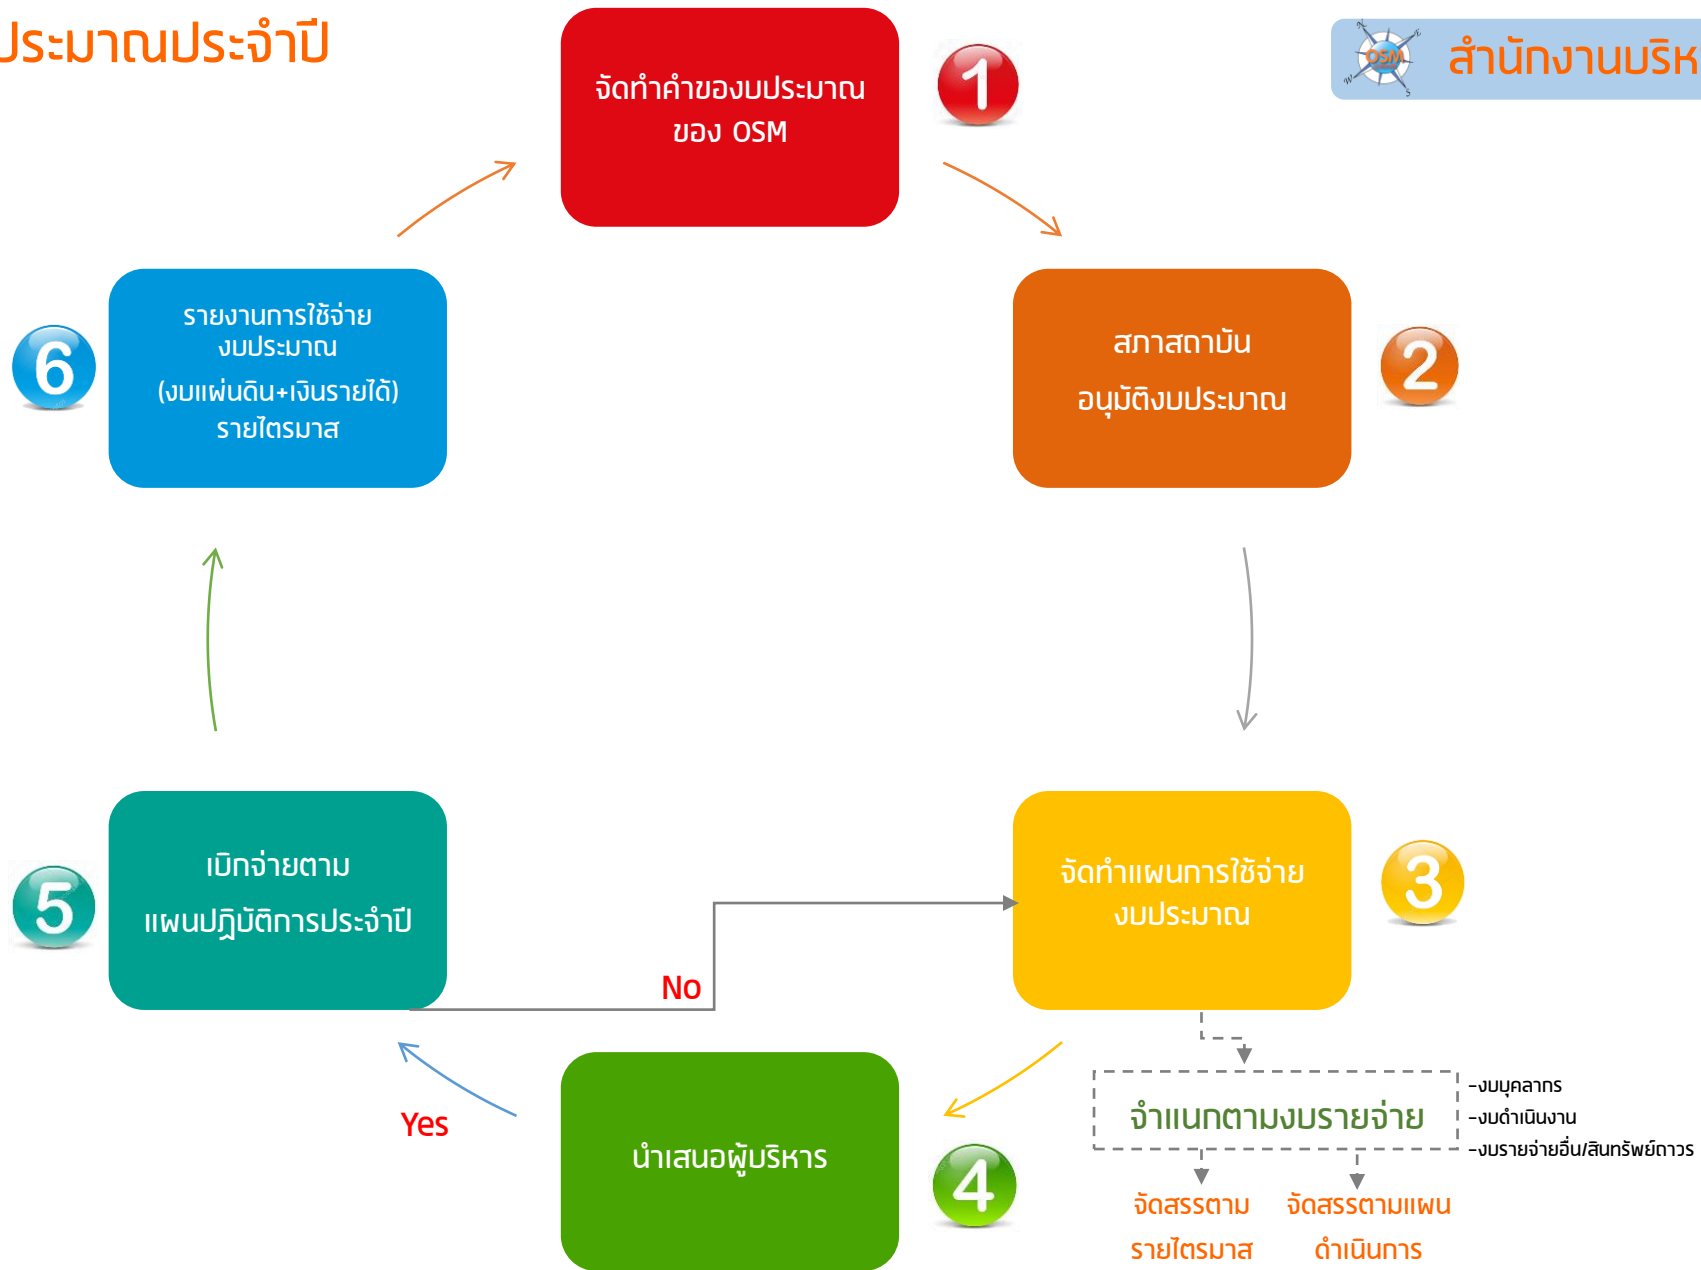 ประมาณประจำปี
OSM
สำนักงานบริห
จัดทำคำของบประมาณ
ของ OSM
1
สภาสถาบัน
อนุมัติงบประมาณ
2
จัดทำแผนการใช้จ่าย
งบประมาณ
3
จำแนกตามงบรายจ่าย
-งบบุคลากร
-งบดำเนินงาน
-งบรายจ่ายอื่น/สินทรัพย์ถาวร
จัดสรรตาม
รายไตรมาส
จัดสรรตามแผน
ดำเนินการ
นำเสนอผู้บริหาร
4
Yes
No
เบิกจ่ายตาม
แผนปฏิบัติการประจำปี
5
รายงานการใช้จ่าย
งบประมาณ
(งบแผ่นดิน+เงินรายได้)
รายไตรมาส
6